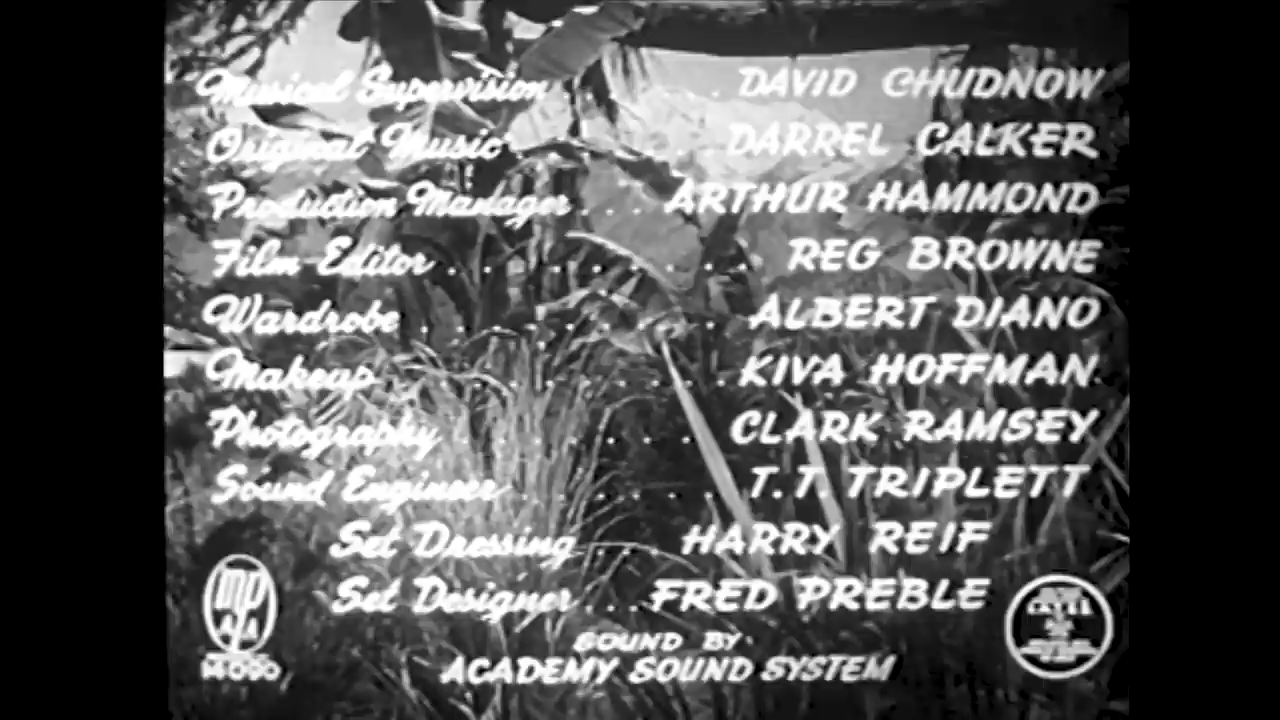 Musical Supervision . . . . . . DAVID CHUDNOW
Original Music . . . . . . . DARREL CALKER
Production Manager . . . ARTHUR HAMMOND
Film Editor . . . . . . . . . . . REG BROWNE
Wardrobe . . . . . . . . . . . ALBERT DIANO
Makeup . . . . . . . . . . . KIVA HOFFMAN
Photography . . . . . . . . CLARK RAMSEY
Sound Engineer . . . . . . . T. T. TRIPLETT
Set Dressing . . . HARRY REIF
Set Designer . . . FRED PREBLE
SOUND BY
ACADEMY SOUND SYSTEM